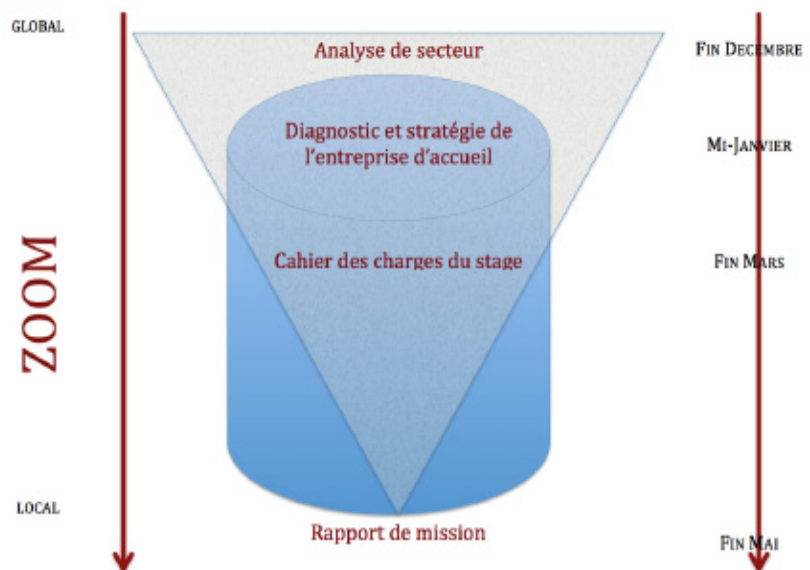 GLOBAL
Analyse de secteur
FIN DECEMBRE
Diagnostic et stratégie de
l'entreprise d'accueil
MI-JANVIER
ZOOM
Cahier des charges du stage
FIN MARS
LOCAL
Rapport de mission
FIN MAI